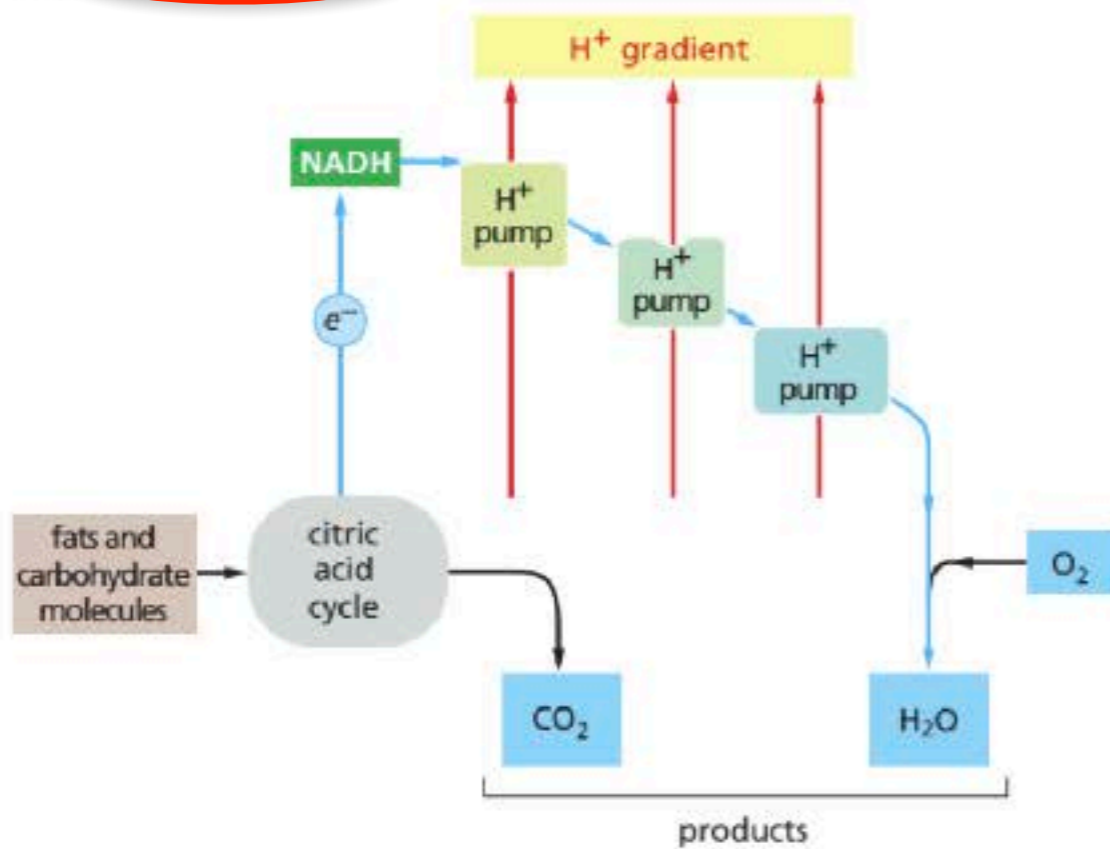 H⁺ gradient
NADH
H⁺
pump
H⁺
pump
H⁺
pump
e⁻
fats and
carbohydrate
molecules
citric
acid
cycle
O₂
CO₂
H₂O
products